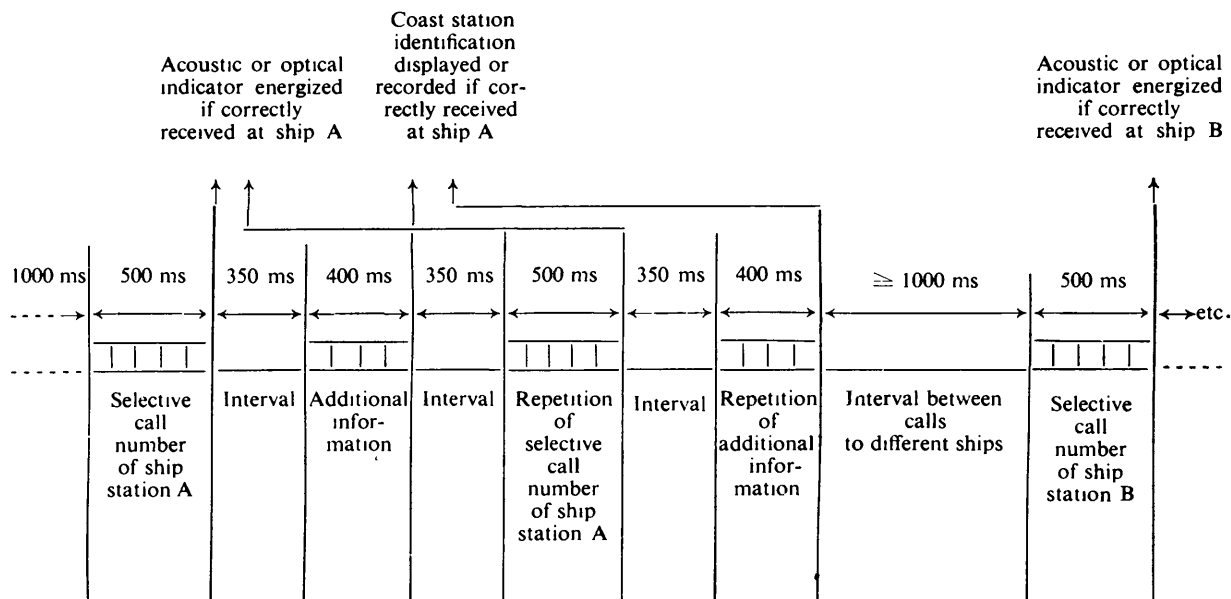 Acoustic or optical
indicator energized
if correctly
received at ship A
Coast station
identification
displayed or
recorded if cor-
rectly received
at ship A
Acoustic or optical
indicator energized
if correctly
received at ship B
1000 ms
500 ms
350 ms
400 ms
350 ms
500 ms
350 ms
400 ms
≥ 1000 ms
500 ms
etc.
Selective
call
number
of ship
station A
Interval
Additional
infor-
mation
Interval
Repetition
of
selective
call
number
of ship
station A
Interval
Repetition
of
additional
infor-
mation
Interval between
calls
to different ships
Selective
call
number
of ship
station B